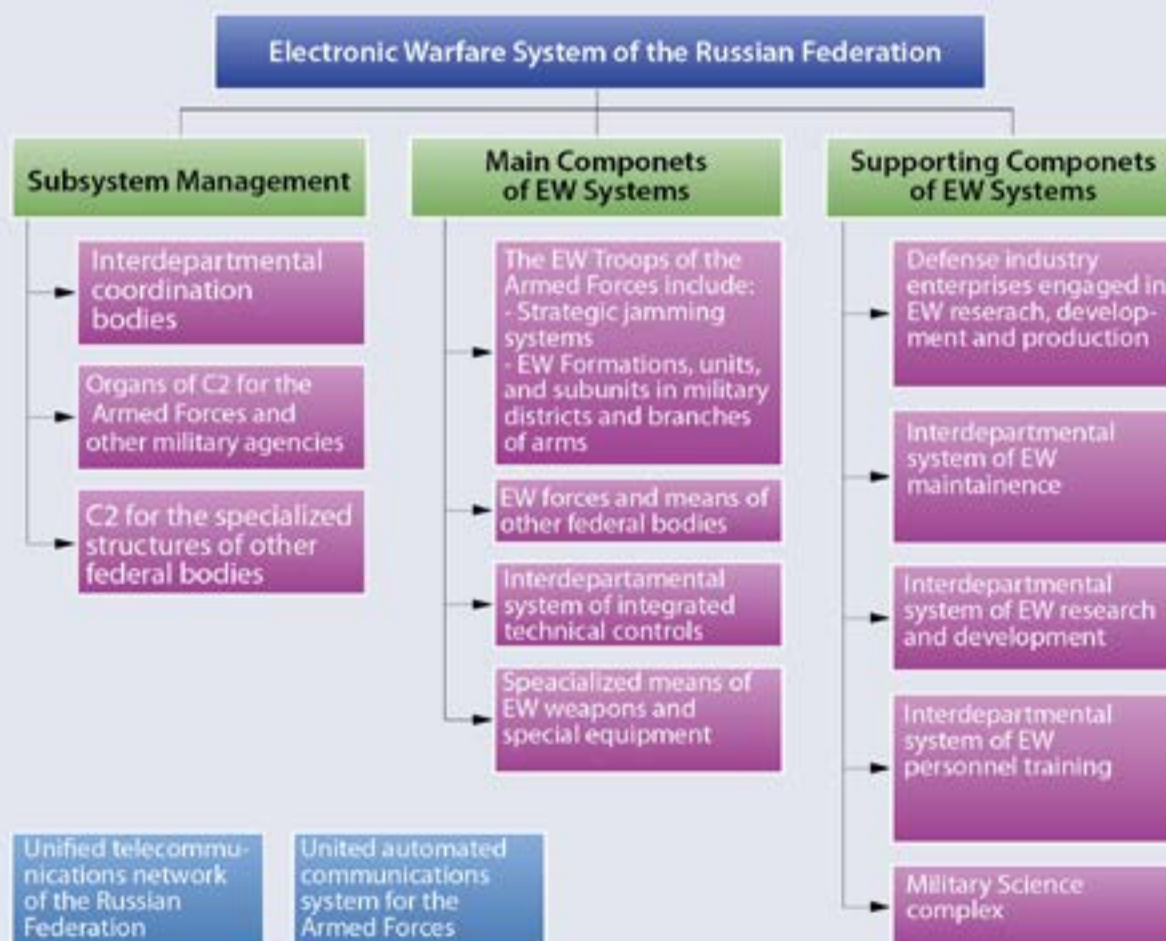 Electronic Warfare System of the Russian Federation
Subsystem Management
Interdepartmental
coordination
bodies
Organs of C2 for the
Armed Forces and
other military agencies
C2 for the specialized
structures of other
federal bodies
Main Componets
of EW Systems
The EW Troops of the
Armed Forces include:
- Strategic jamming
systems
- EW Formations, units,
and subunits in military
districts and branches
of arms
EW forces and means of
other federal bodies
Interdepartamental
system of integrated
technical controls
Speacialized means of
EW weapons and
special equipment
Supporting Componets
of EW Systems
Defense industry
enterprises engaged in
EW reserach, develop-
ment and production
Interdepartmental
system of EW
maintainence
Interdepartmental
system of EW research
and development
Interdepartmental
system of EW
personnel training
Military Science
complex
Unified telecommu-
nications network
of the Russian
Federation
United automated
communications
system for the
Armed Forces